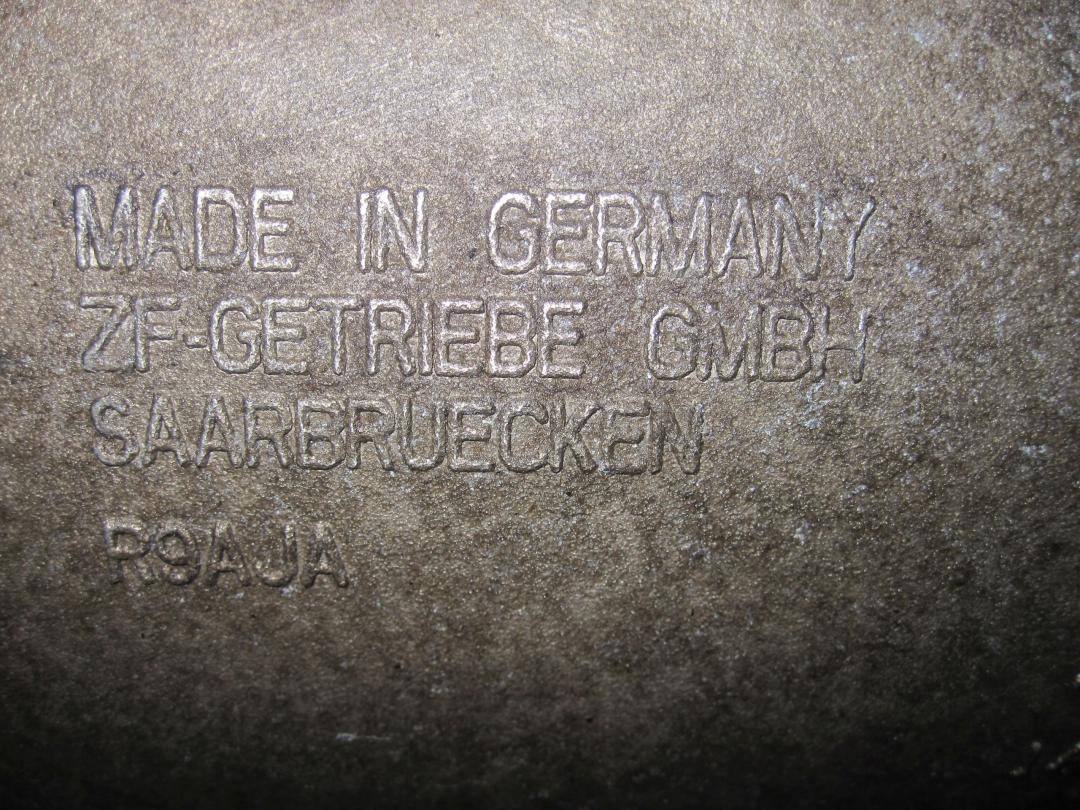 MADE IN GERMANY
ZF-GETRIEBE GMBH
SAARBRUECKEN
R9AJA